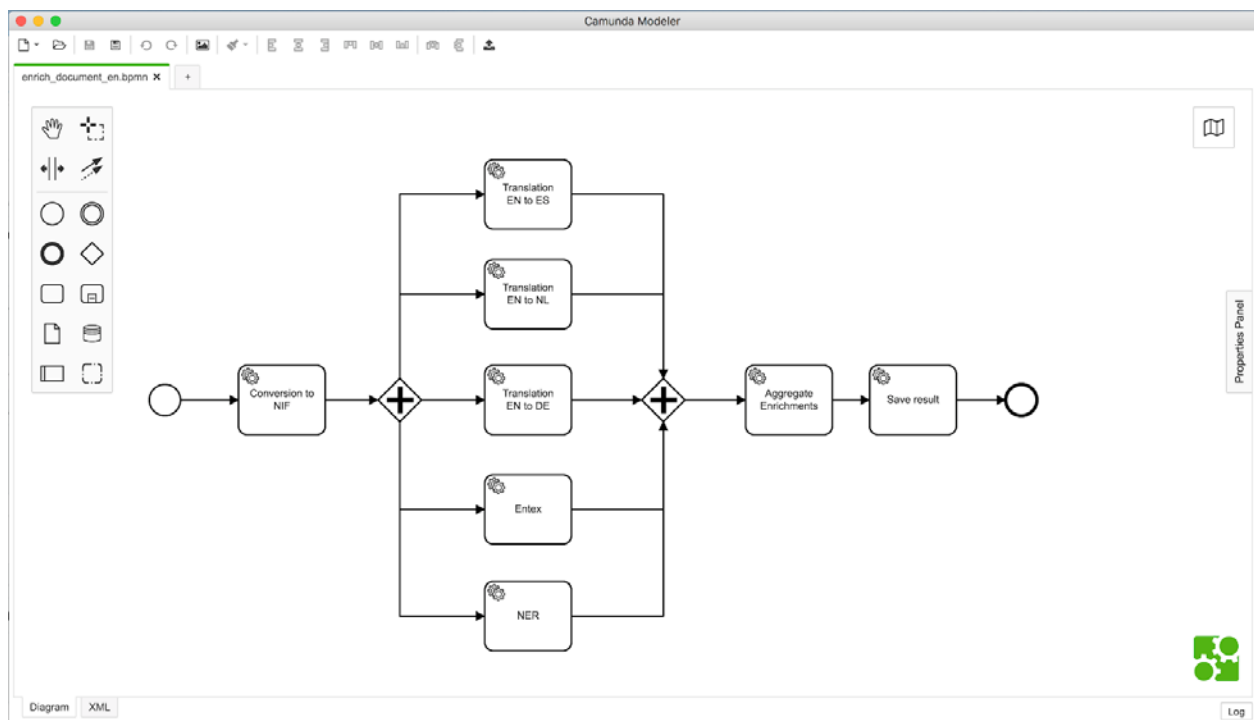 Camunda Modeler
enrich_document_en.bpmn ×
+
Translation
EN to ES
Translation
EN to NL
Properties Panel
Conversion to
NIF
Translation
EN to DE
Aggregate
Enrichments
Save result
Entex
NER
Diagram
XML
Log